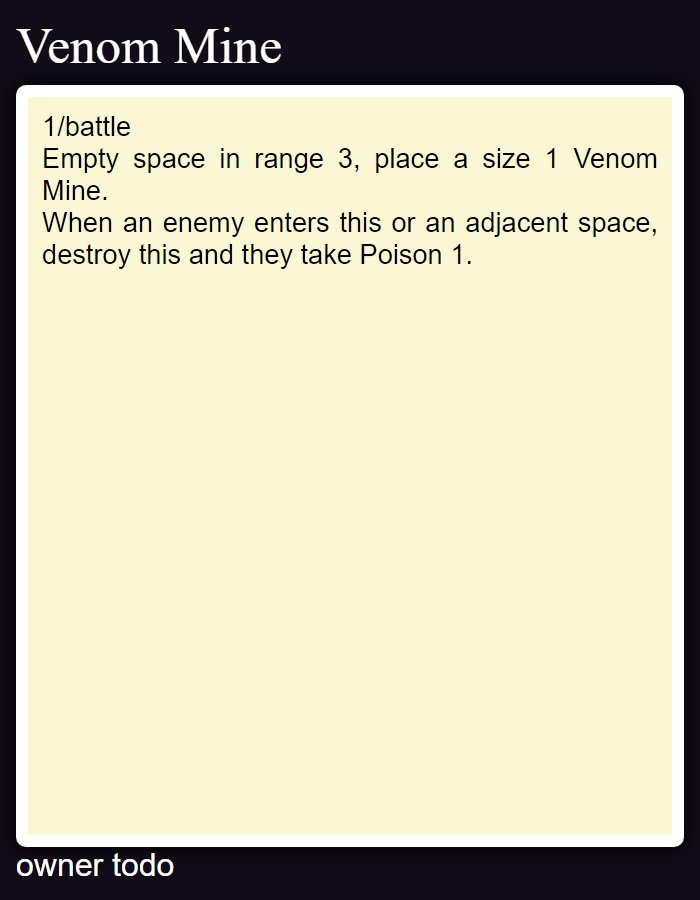 Venom Mine
1/battle
Empty space in range 3, place a size 1 Venom
Mine.
When an enemy enters this or an adjacent space,
destroy this and they take Poison 1.
owner todo